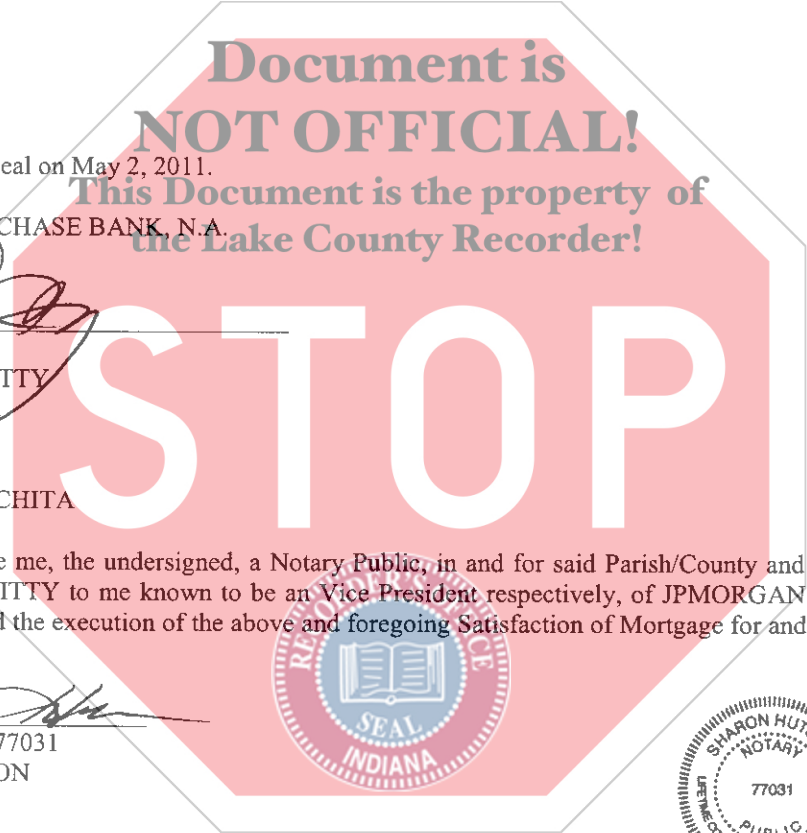 Document is
NOT OFFICIAL!
eal on May 2, 2011.
This Document is the property of
CHASE BANK, N.A.
the Lake County Recorder!
STOP
TTY
CHITA
e me, the undersigned, a Notary Public, in and for said Parish/County and
ITTY to me known to be an Vice President respectively, of JPMORGAN
d the execution of the above and foregoing Satisfaction of Mortgage for and
RECORDER'S OFFICE
SEAL
INDIANA
77031
ON
SHARON HUTC
NOTARY
77031
LIFETIME CO
PUBLIC